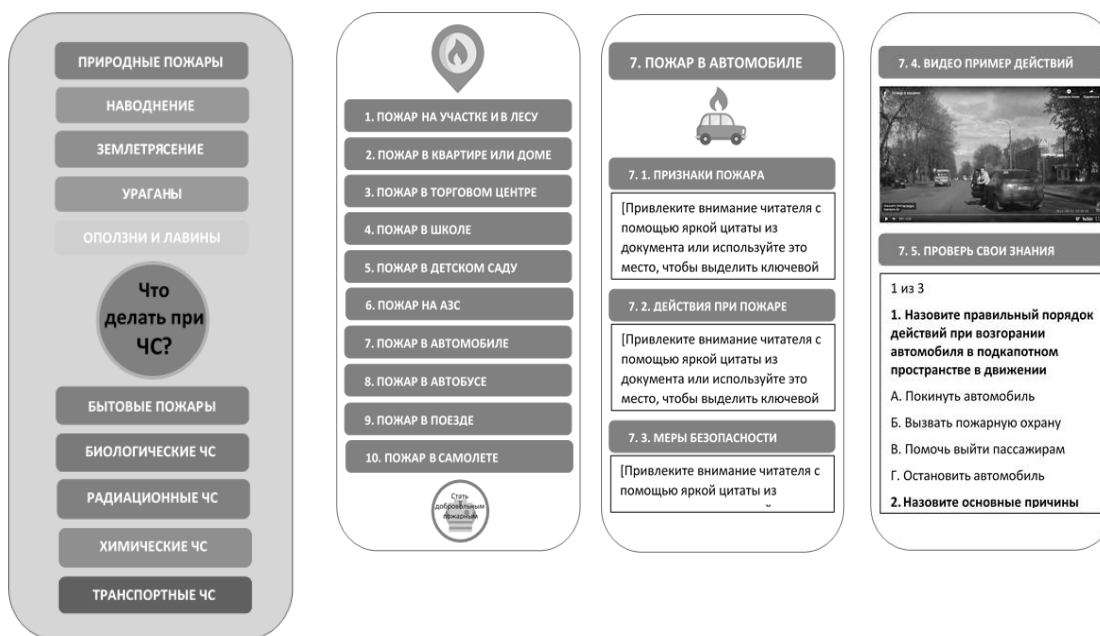 ПРИРОДНЫЕ ПОЖАРЫ
НАВОДНЕНИЕ
ЗЕМЛЕТРЯСЕНИЕ
УРАГАНЫ
ОПОЛЗНИ И ЛАВИНЫ
Что
делать при
ЧС?
БЫТОВЫЕ ПОЖАРЫ
БИОЛОГИЧЕСКИЕ ЧС
РАДИАЦИОННЫЕ ЧС
ХИМИЧЕСКИЕ ЧС
ТРАНСПОРТНЫЕ ЧС
1. ПОЖАР НА УЧАСТКЕ И В ЛЕСУ
2. ПОЖАР В КВАРТИРЕ ИЛИ ДОМЕ
3. ПОЖАР В ТОРГОВОМ ЦЕНТРЕ
4. ПОЖАР В ШКОЛЕ
5. ПОЖАР В ДЕТСКОМ САДУ
6. ПОЖАР НА АЗС
7. ПОЖАР В АВТОМОБИЛЕ
8. ПОЖАР В АВТОБУСЕ
9. ПОЖАР В ПОЕЗДЕ
10. ПОЖАР В САМОЛЕТЕ
Стать
добровольным
пожарным
7. ПОЖАР В АВТОМОБИЛЕ
7. 1. ПРИЗНАКИ ПОЖАРА
[Привлеките внимание читателя с
помощью яркой цитаты из
документа или используйте это
место, чтобы выделить ключевой
7. 2. ДЕЙСТВИЯ ПРИ ПОЖАРЕ
[Привлеките внимание читателя с
помощью яркой цитаты из
документа или используйте это
место, чтобы выделить ключевой
7. 3. МЕРЫ БЕЗОПАСНОСТИ
[Привлеките внимание читателя с
помощью яркой цитаты из
7. 4. ВИДЕО ПРИМЕР ДЕЙСТВИЙ
7. 5. ПРОВЕРЬ СВОИ ЗНАНИЯ
1 из 3
1. Назовите правильный порядок
действий при возгорании
автомобиля в подкапотном
пространстве в движении
А. Покинуть автомобиль
Б. Вызвать пожарную охрану
В. Помочь выйти пассажирам
Г. Остановить автомобиль
2. Назовите основные причины